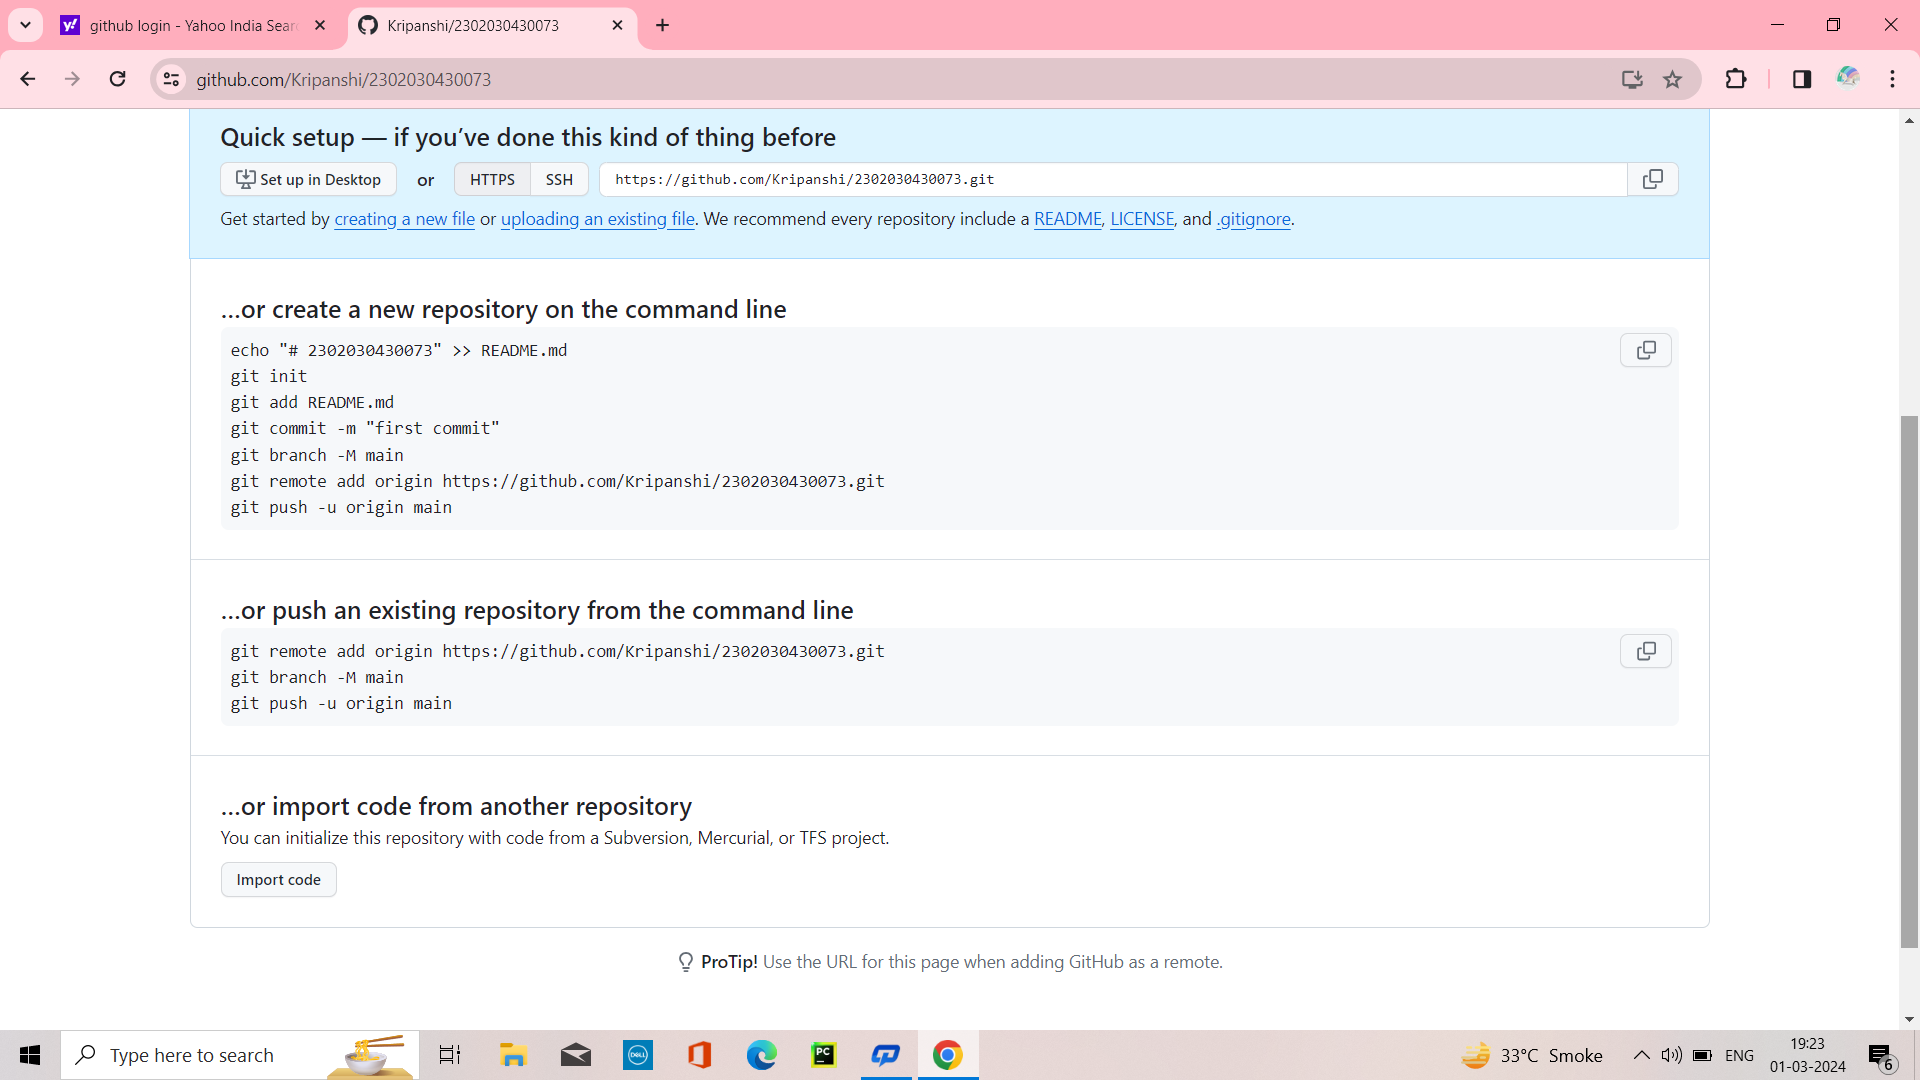 github login - Yahoo India Sear
Kripanshi/2302030430073
github.com/Kripanshi/2302030430073
Quick setup — if you’ve done this kind of thing before
Set up in Desktop or HTTPS SSH https://github.com/Kripanshi/2302030430073.git
Get started by creating a new file or uploading an existing file. We recommend every repository include a README, LICENSE, and .gitignore.
…or create a new repository on the command line
echo "# 2302030430073" >> README.md
git init
git add README.md
git commit -m "first commit"
git branch -M main
git remote add origin https://github.com/Kripanshi/2302030430073.git
git push -u origin main
…or push an existing repository from the command line
git remote add origin https://github.com/Kripanshi/2302030430073.git
git branch -M main
git push -u origin main
…or import code from another repository
You can initialize this repository with code from a Subversion, Mercurial, or TFS project.
Import code
ProTip! Use the URL for this page when adding GitHub as a remote.
Type here to search
DELL
PC
33°C Smoke
ENG
19:23
01-03-2024
6